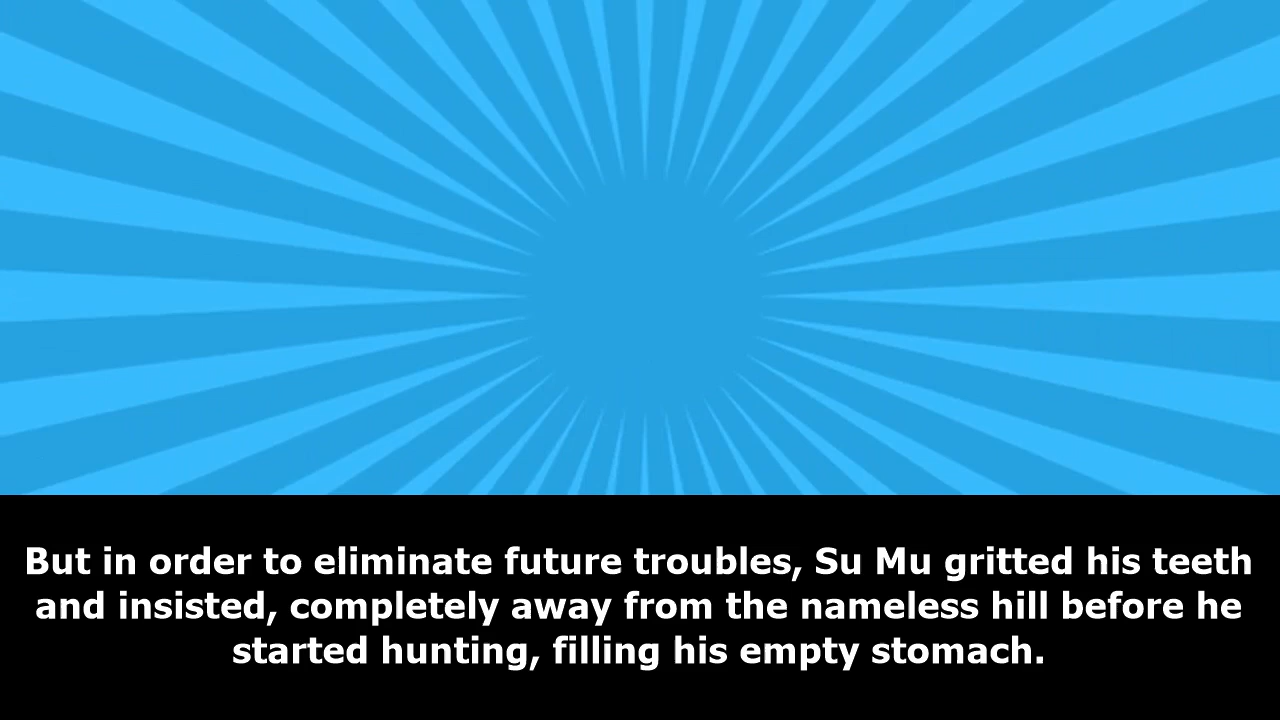 But in order to eliminate future troubles, Su Mu gritted his teeth
and insisted, completely away from the nameless hill before he
started hunting, filling his empty stomach.